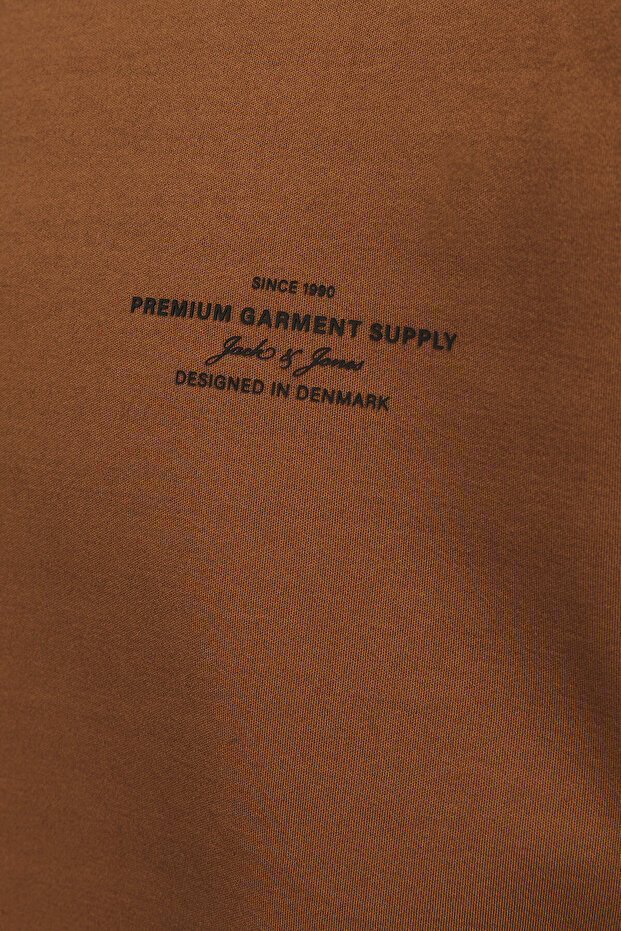 SINCE 1990
PREMIUM GARMENT SUPPLY
Jack & Jones
DESIGNED IN DENMARK